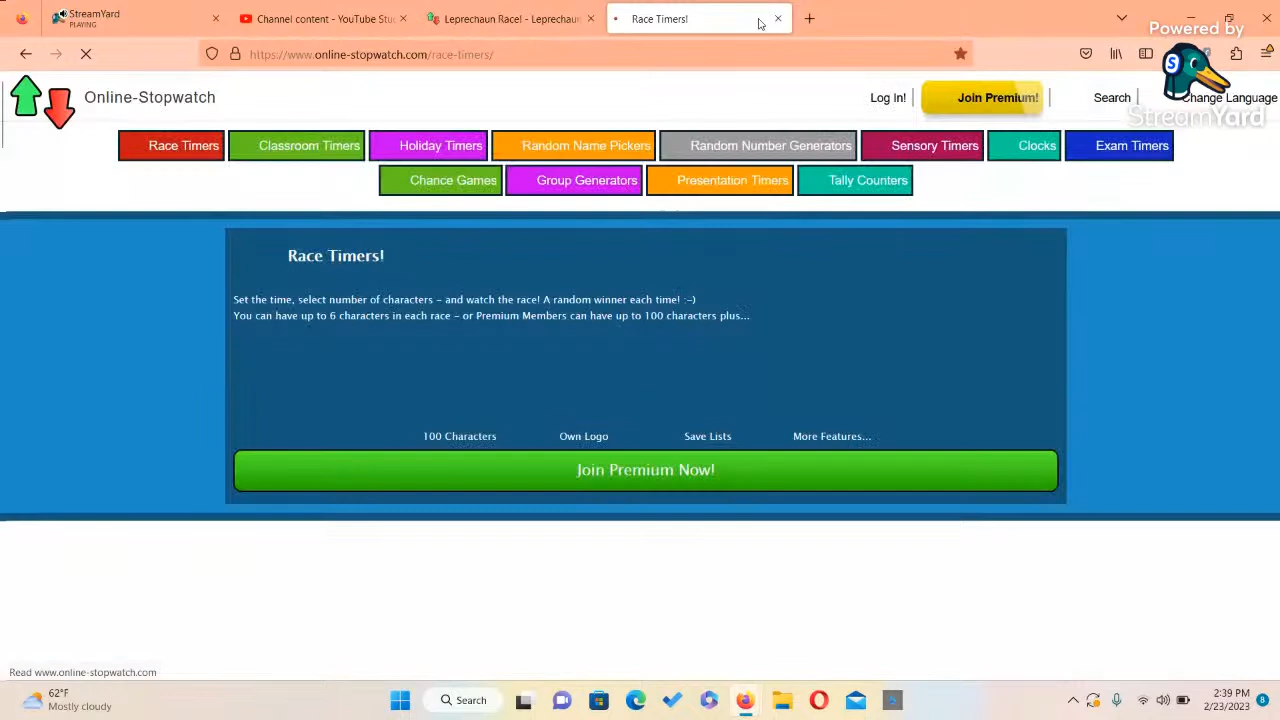 StreamYard
PLAYING
Channel content - YouTube Stu
Leprechaun Race! - Leprechaun
Race Timers!
Powered by
StreamYard
https://www.online-stopwatch.com/race-timers/
Online-Stopwatch
Log In!
Join Premium!
Search
Change Language
Race Timers
Classroom Timers
Holiday Timers
Random Name Pickers
Random Number Generators
Sensory Timers
Clocks
Exam Timers
Chance Games
Group Generators
Presentation Timers
Tally Counters
Race Timers!
Set the time, select number of characters - and watch the race! A random winner each time! :-)
You can have up to 6 characters in each race - or Premium Members can have up to 100 characters plus...
100 Characters
Own Logo
Save Lists
More Features...
Join Premium Now!
Read www.online-stopwatch.com
62°F
Mostly cloudy
Search
2:39 PM
2/23/2023
8